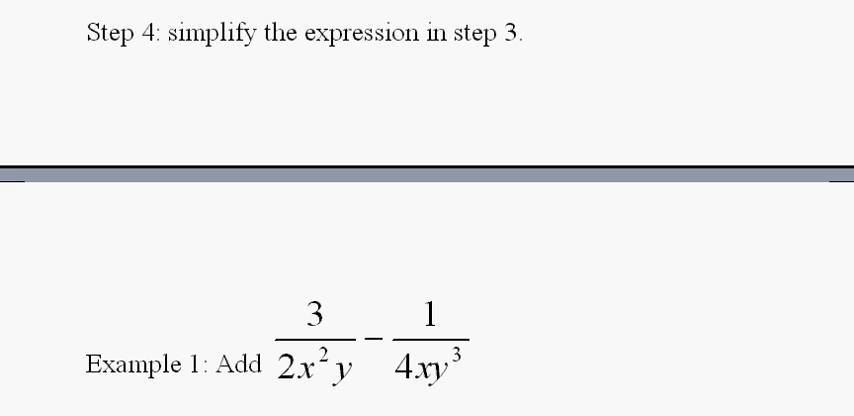 Step 4: simplify the expression in step 3.
Example 1: Add 3/(2x²y) − 1/(4xy³)